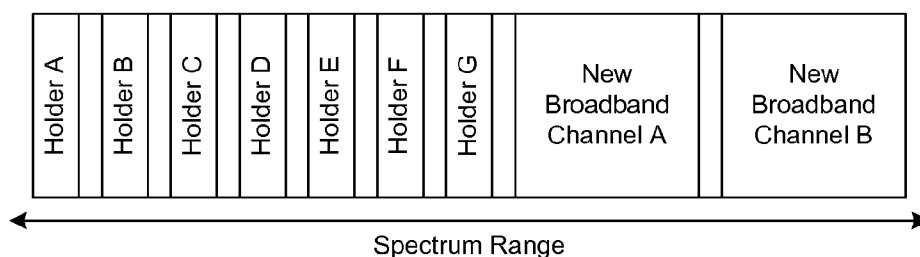 Holder A
Holder B
Holder C
Holder D
Holder E
Holder F
Holder G
New
Broadband
Channel A
New
Broadband
Channel B
Spectrum Range